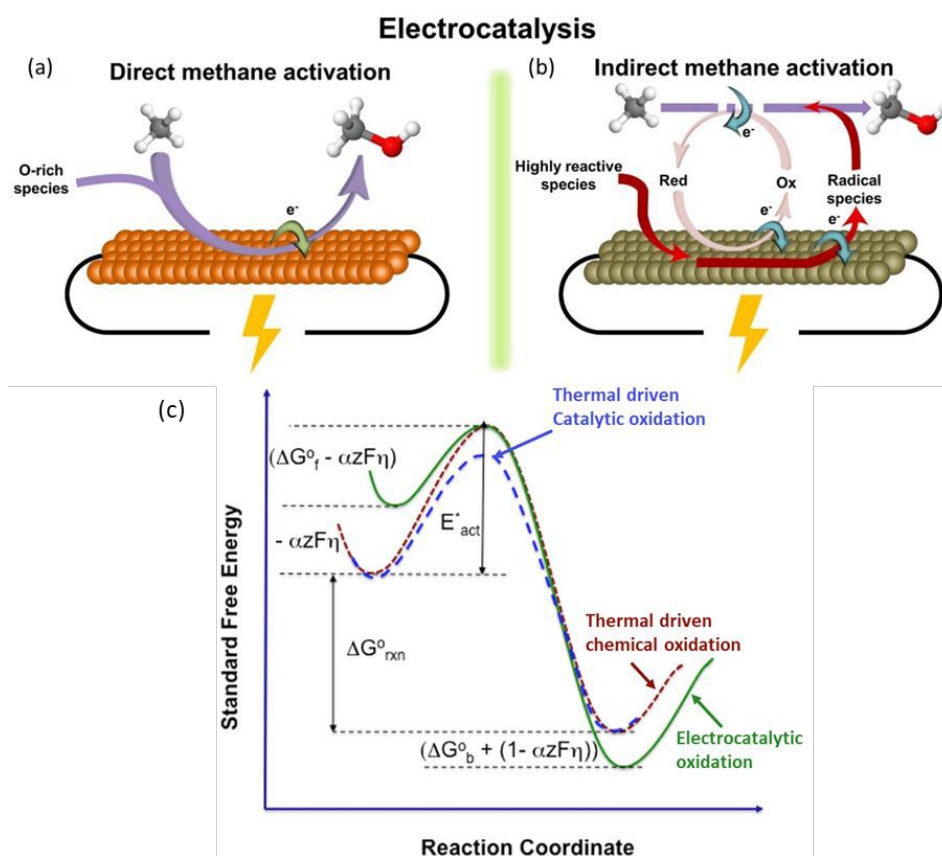 Electrocatalysis
(a)
Direct methane activation
O-rich
species
e⁻
(b)
Indirect methane activation
e⁻
Highly reactive
species
Red
Ox
Radical
species
e⁻
e⁻
(c)
Thermal driven
Catalytic oxidation
(ΔG°f - αzFη)
E*act
- αzFη
ΔG°rxn
Thermal driven
chemical oxidation
(ΔG°b + (1- αzFη))
Electrocatalytic
oxidation
Standard Free Energy
Reaction Coordinate